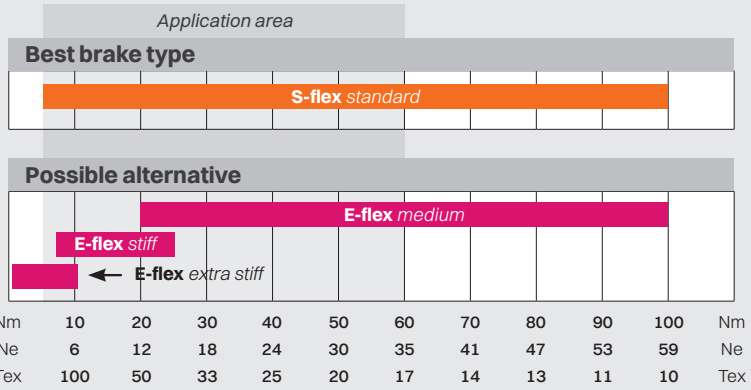 Application area
Best brake type
S-flex standard
Possible alternative
E-flex medium
E-flex stiff
E-flex extra stiff
Nm 10 20 30 40 50 60 70 80 90 100 Nm
Ne 6 12 18 24 30 35 41 47 53 59 Ne
Tex 100 50 33 25 20 17 14 13 11 10 Tex